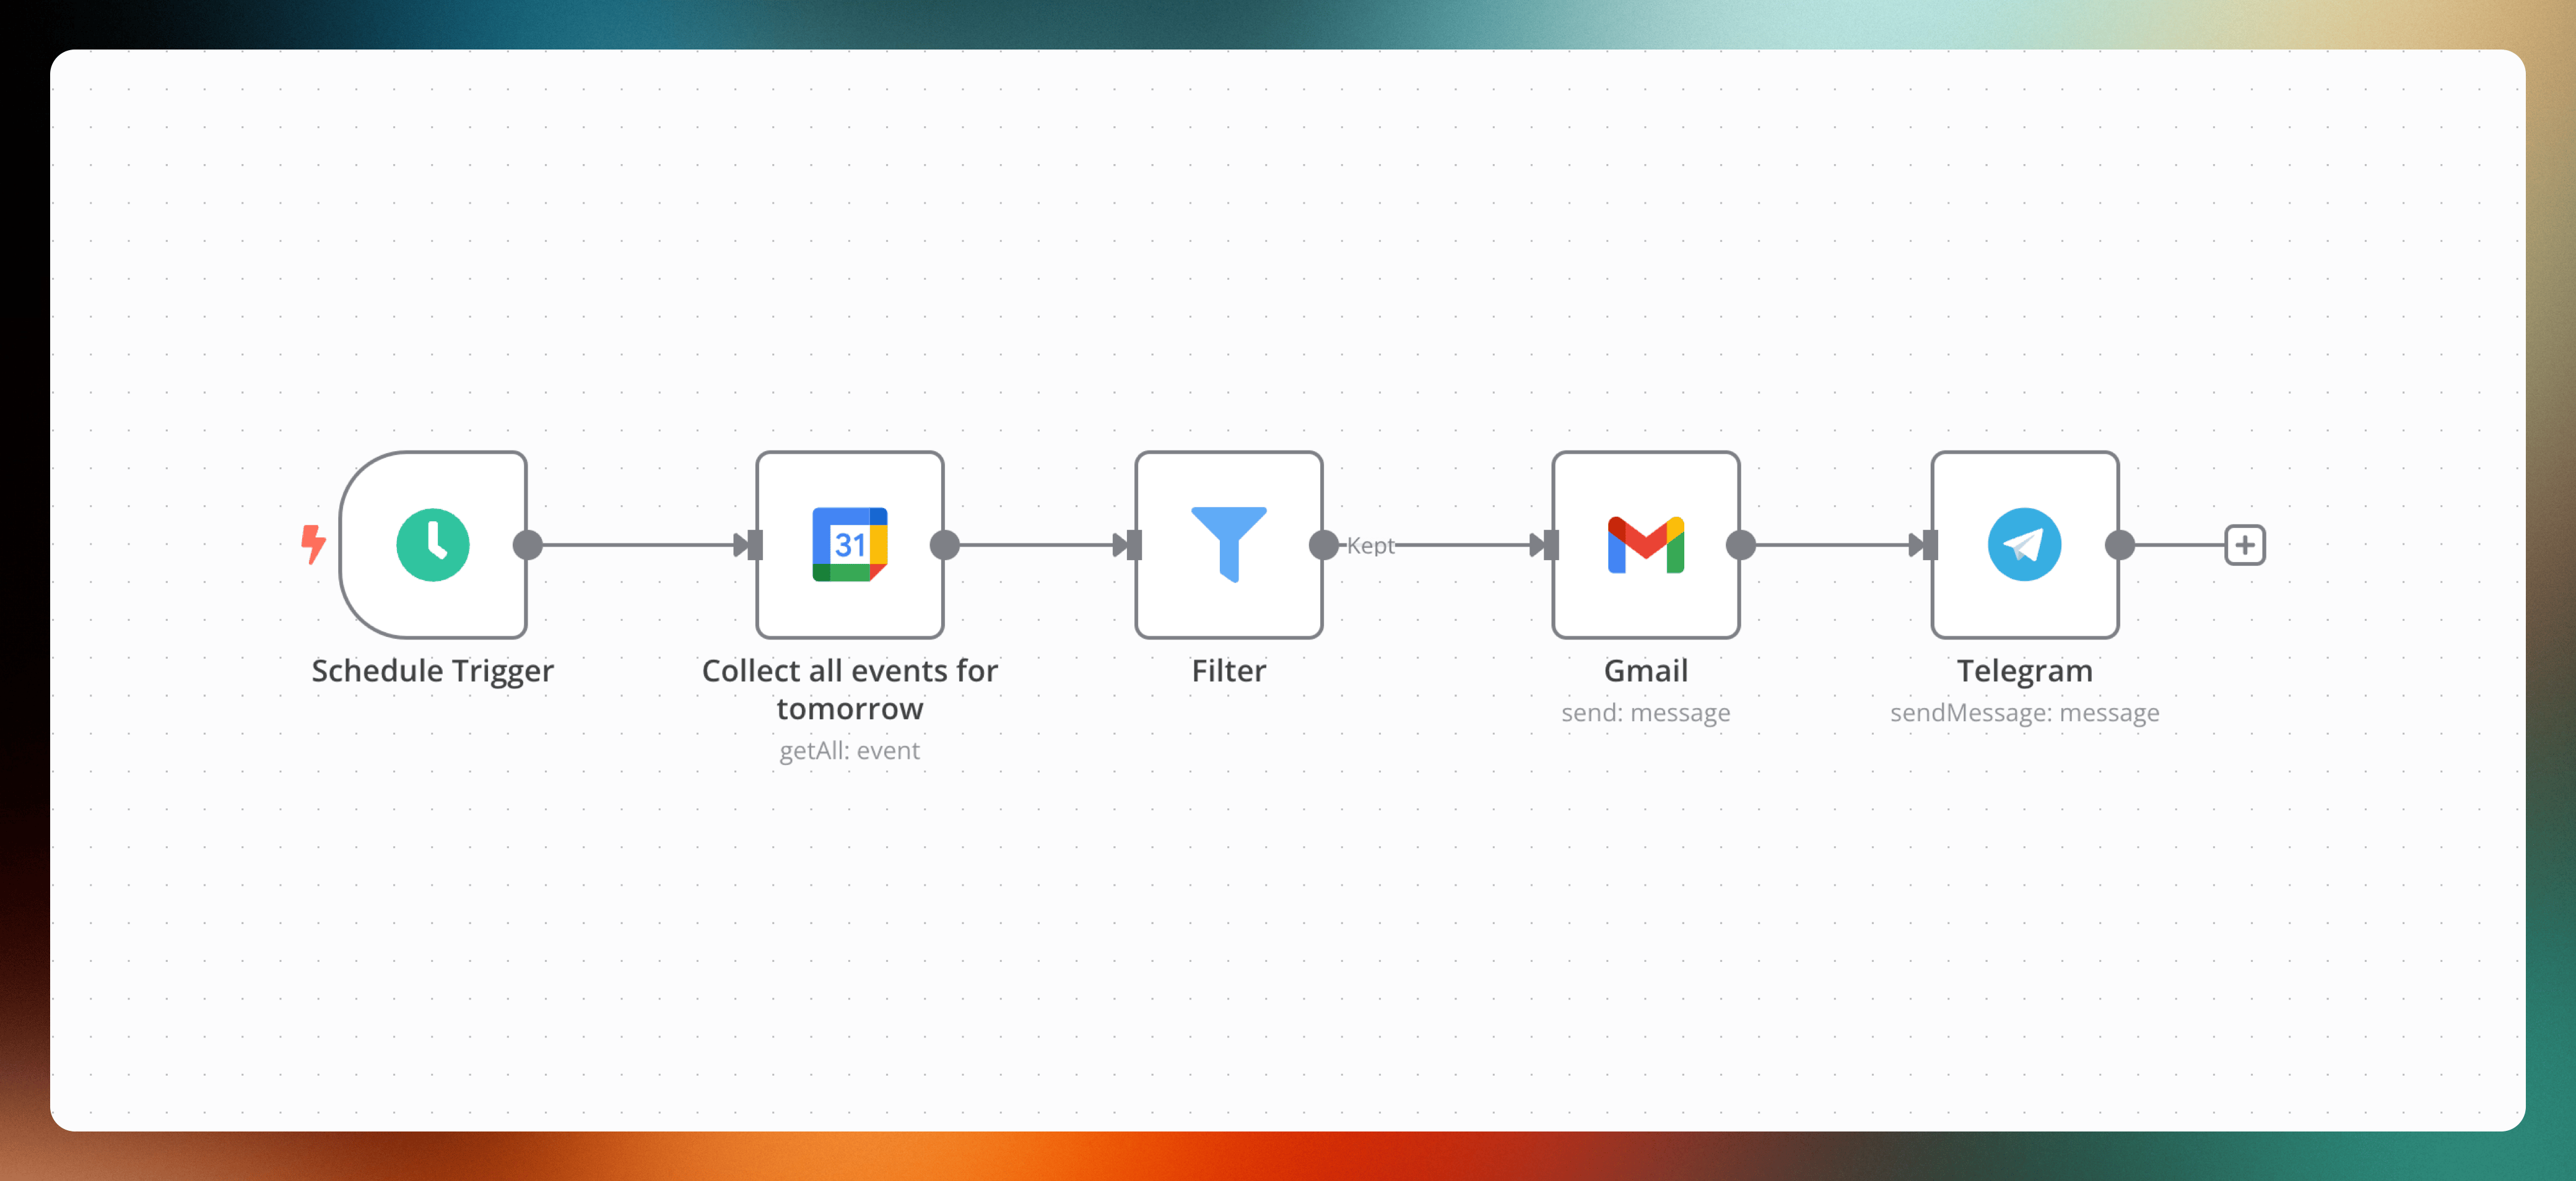 31
Kept
Schedule Trigger
Collect all events for
tomorrow
getAll: event
Filter
Gmail
send: message
Telegram
sendMessage: message